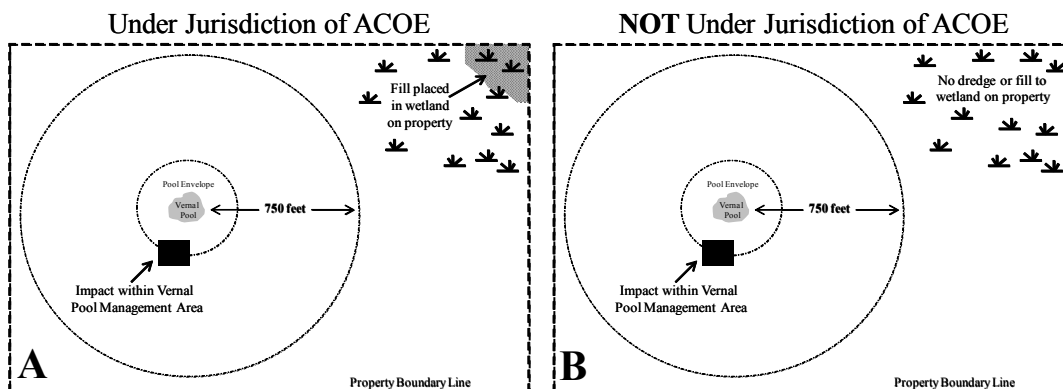 Under Jurisdiction of ACOE
Fill placed
in wetland
on property
Pool Envelope
Vernal
Pool
750 feet
Impact within Vernal
Pool Management Area
A
Property Boundary Line
NOT Under Jurisdiction of ACOE
No dredge or fill to
wetland on property
Pool Envelope
Vernal
Pool
750 feet
Impact within Vernal
Pool Management Area
B
Property Boundary Line